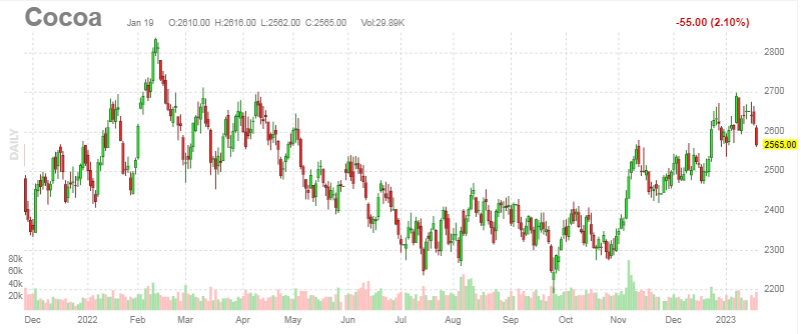 Cocoa Jan 19 O:2610.00 H:2616.00 L:2562.00 C:2565.00 Vol:29.89K -55.00 (2.10%)
2800
2700
2600
2565.00
DAILY
2500
2400
2300
80k
60k
40k
2200
20k
Dec 2022 Feb Mar Apr May Jun Jul Aug Sep Oct Nov Dec 2023